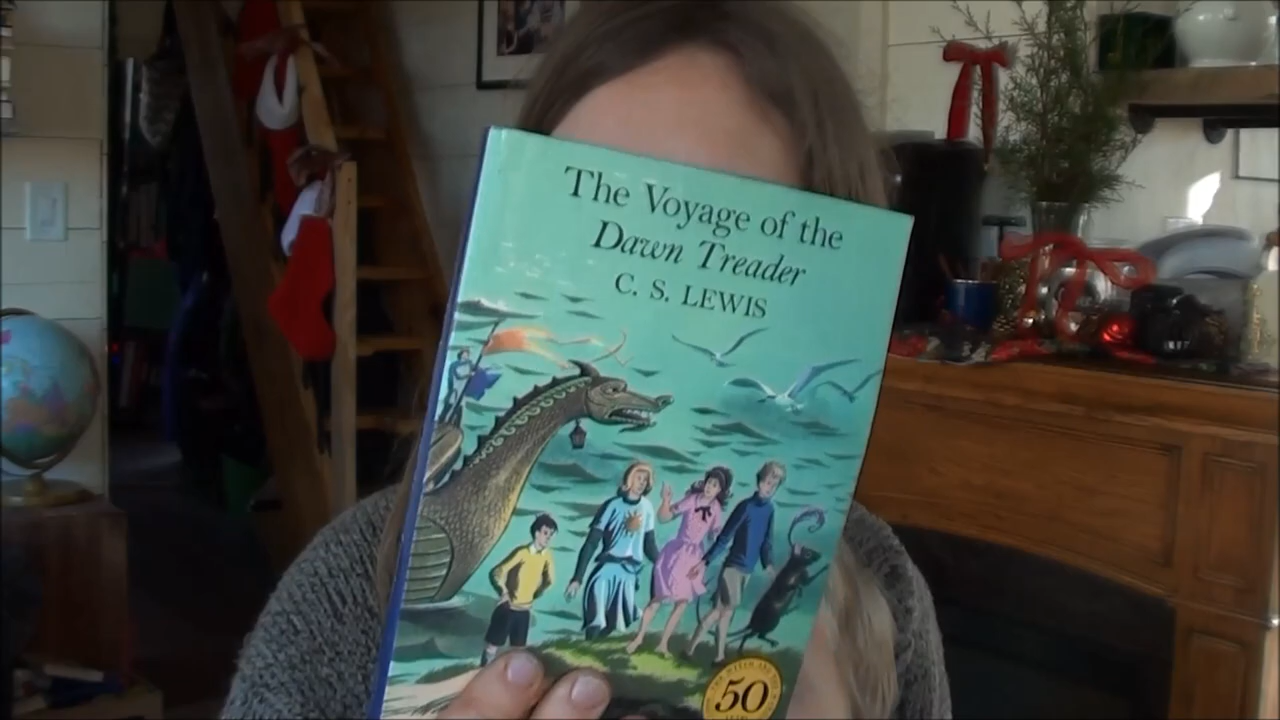 The Voyage of the
Dawn Treader
C. S. LEWIS
50